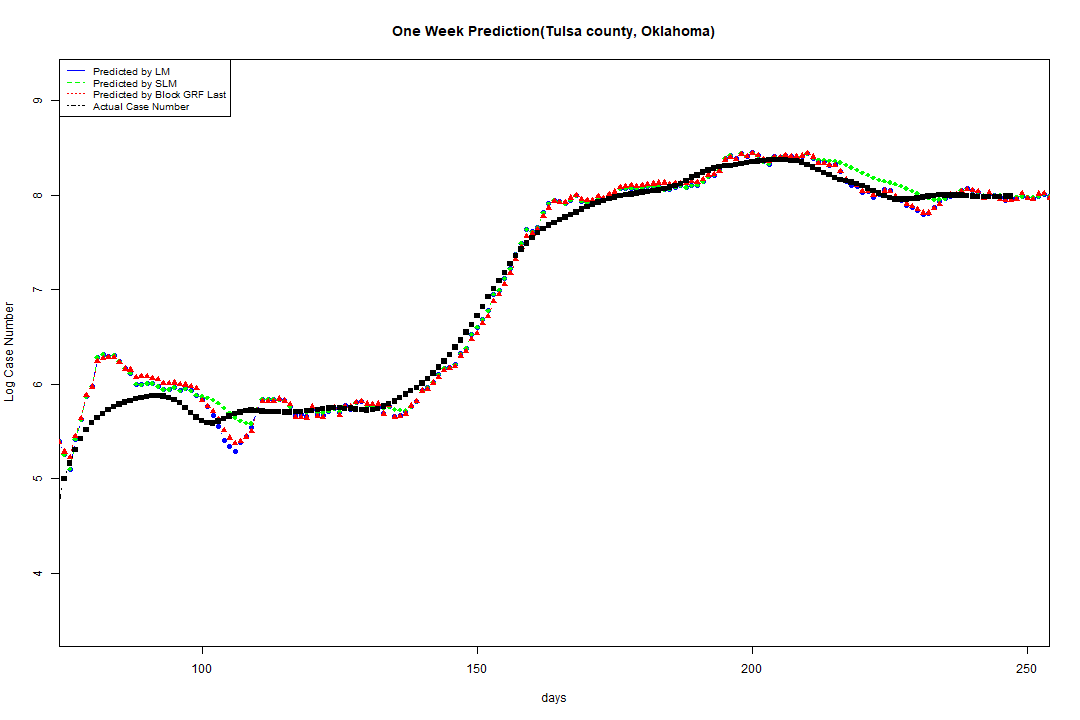 One Week Prediction(Tulsa county, Oklahoma)
Predicted by LM
Predicted by SLM
Predicted by Block GRF Last
Actual Case Number
9
8
7
6
5
4
Log Case Number
100 150 200 250
days